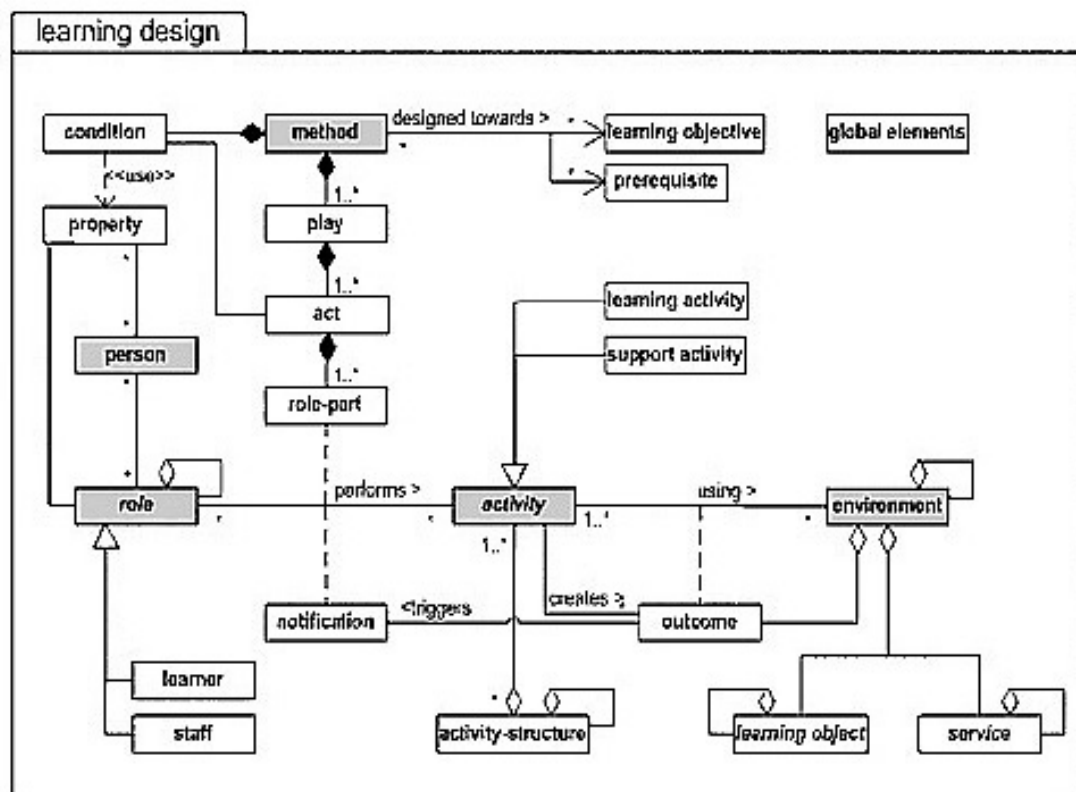 learning design
condition
method
designed towards >
*
learning objective
global elements
*
<<use>>
*
prerequisite
1..*
property
play
*
1..*
learning activity
act
*
support activity
person
1..*
*
role-part
*
performs >
using >
role
activity
environment
*
*
1..*
*
1..*
creates >
notification
<triggers
outcome
learner
*
staff
activity-structure
learning object
service